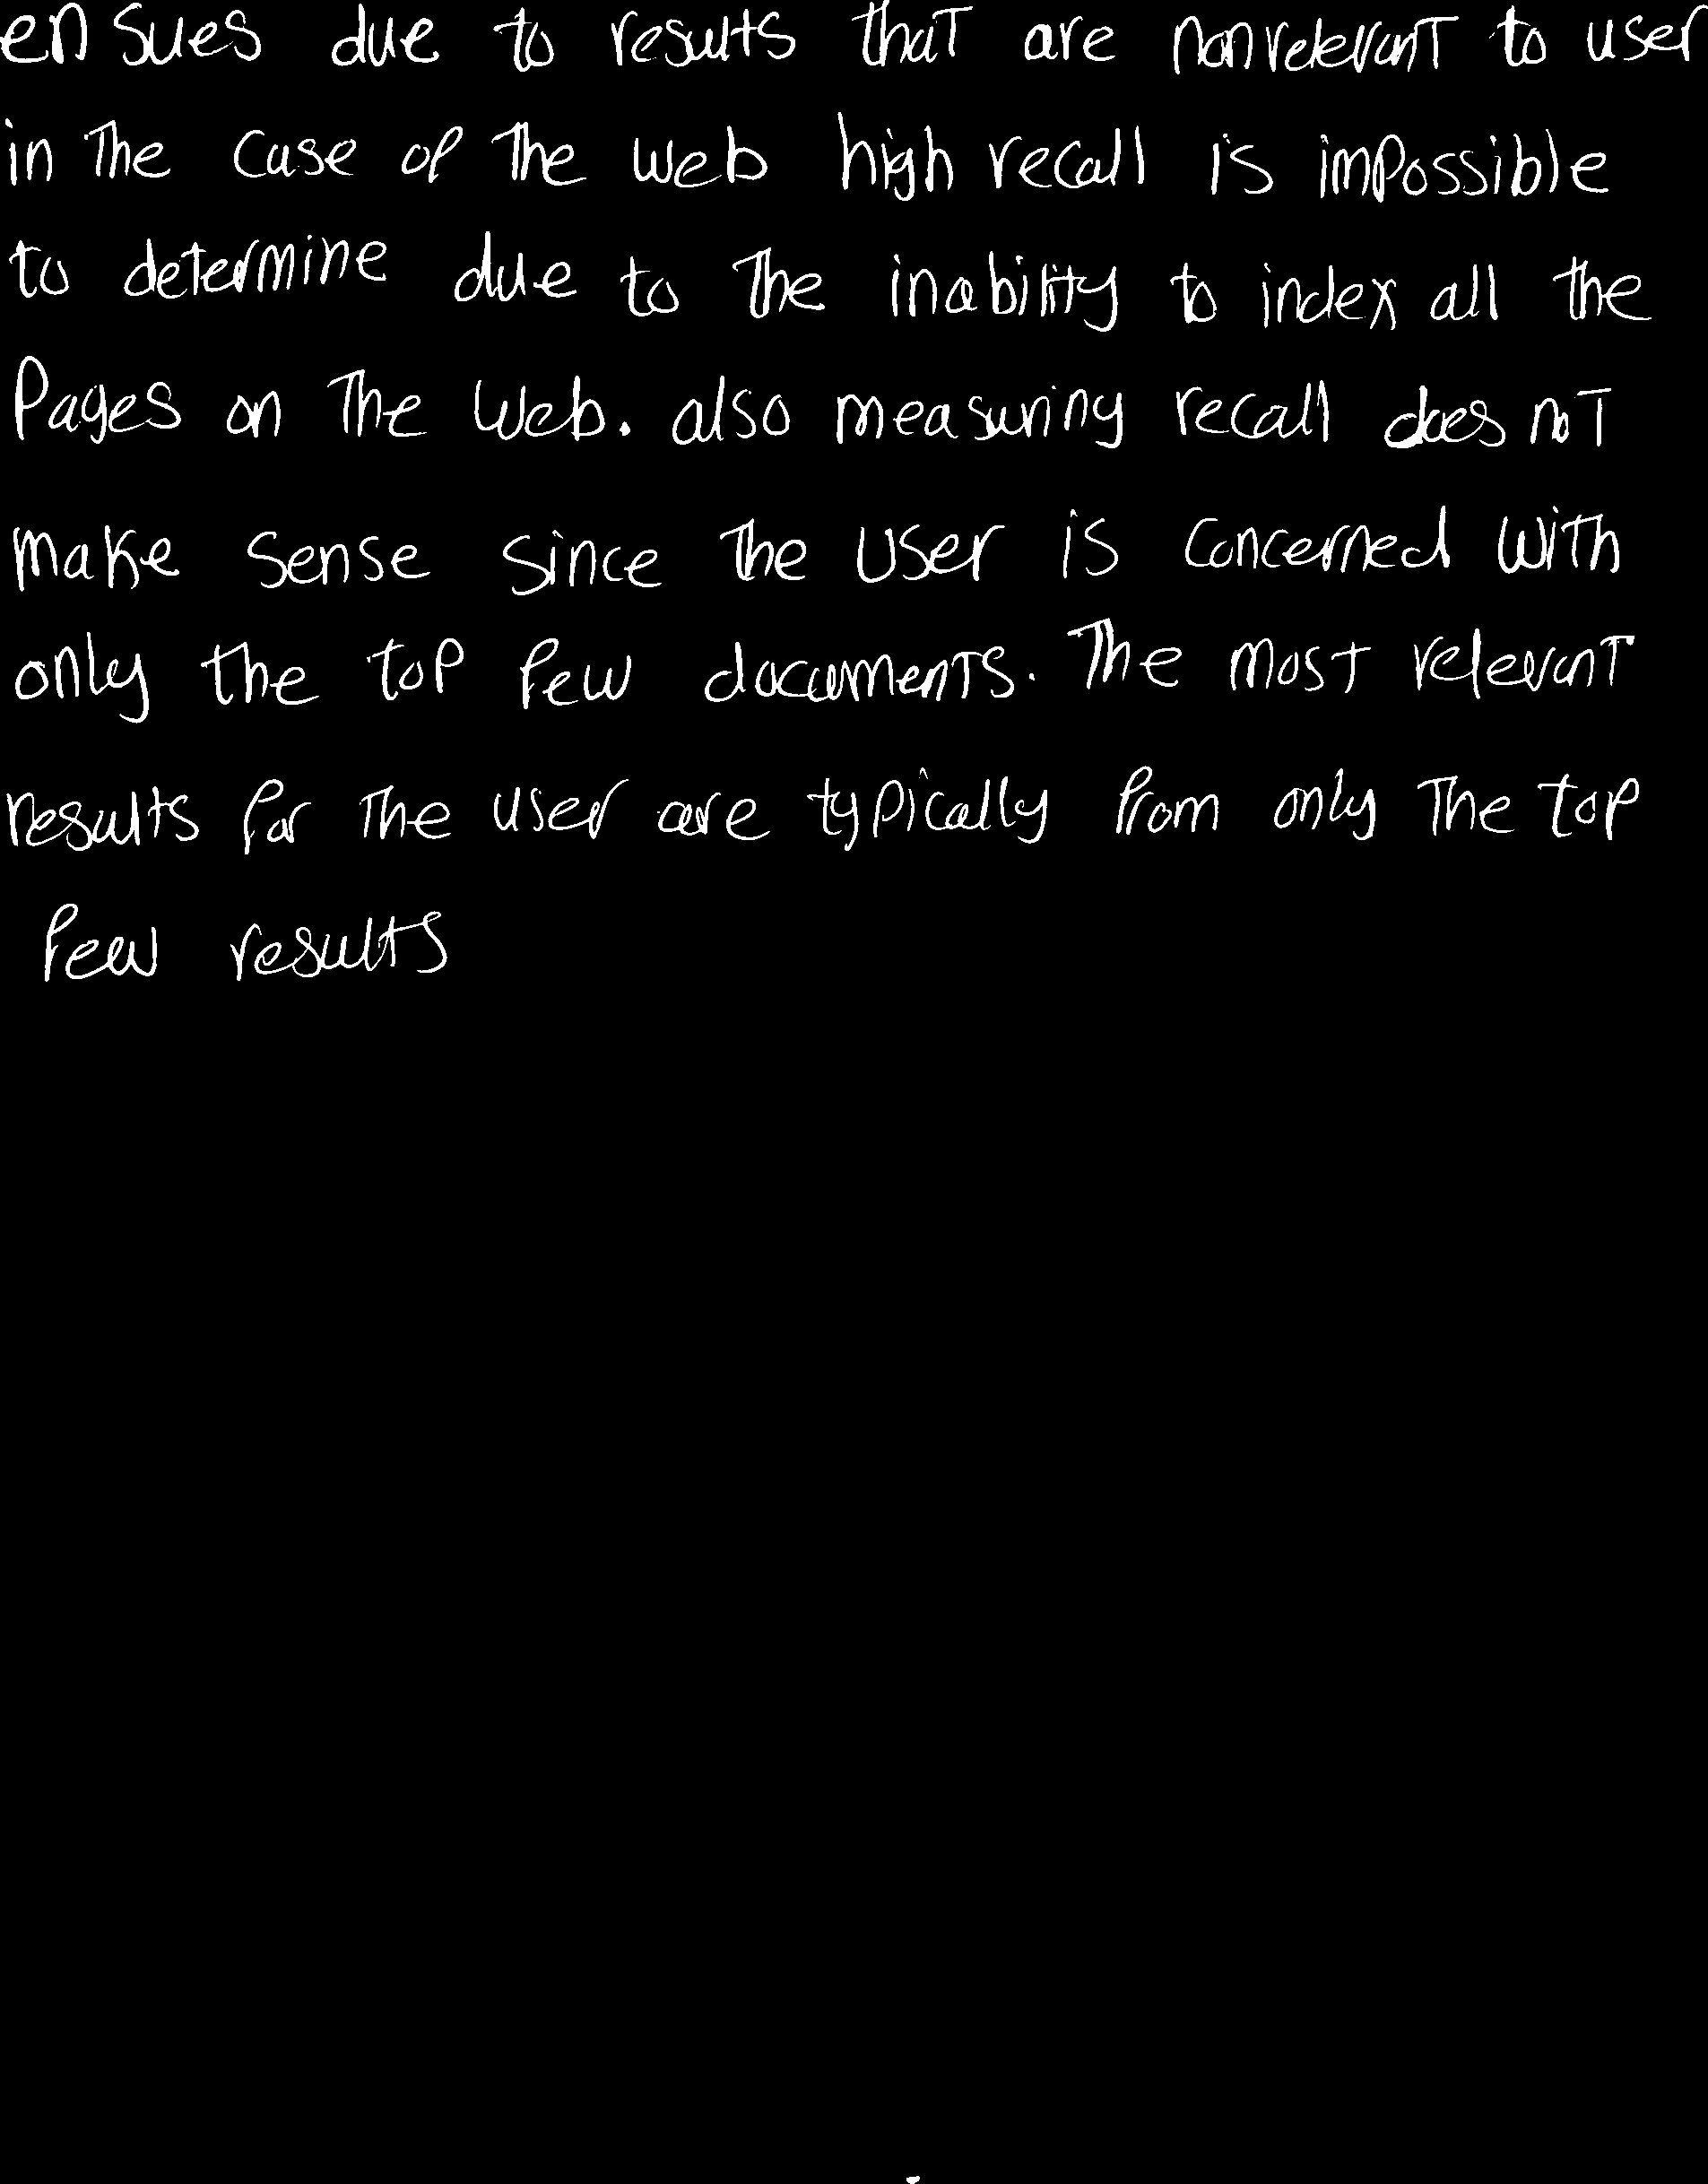 ensues due to results that are nonrelevant to user
in the case of the web high recall is impossible
to determine due to the inability to index all the
Pages on the web. also measuring recall does not
make sense since the user is concerned with
only the top few documents. The most relevant
results for the user are typically from only the top
few results